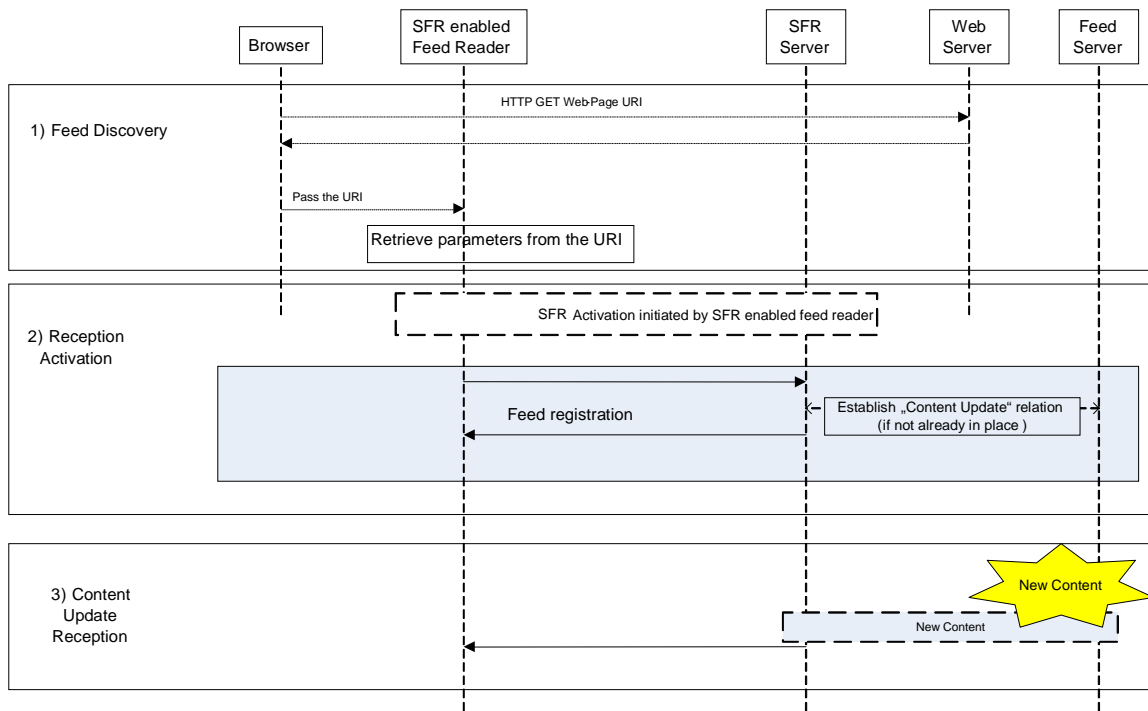 Browser
SFR enabled
Feed Reader
SFR
Server
Web
Server
Feed
Server
1) Feed Discovery
HTTP GET Web-Page URI
Pass the URI
Retrieve parameters from the URI
2) Reception
Activation
SFR Activation initiated by SFR enabled feed reader
Feed registration
Establish „Content Update“ relation
(if not already in place )
3) Content
Update
Reception
New Content
New Content